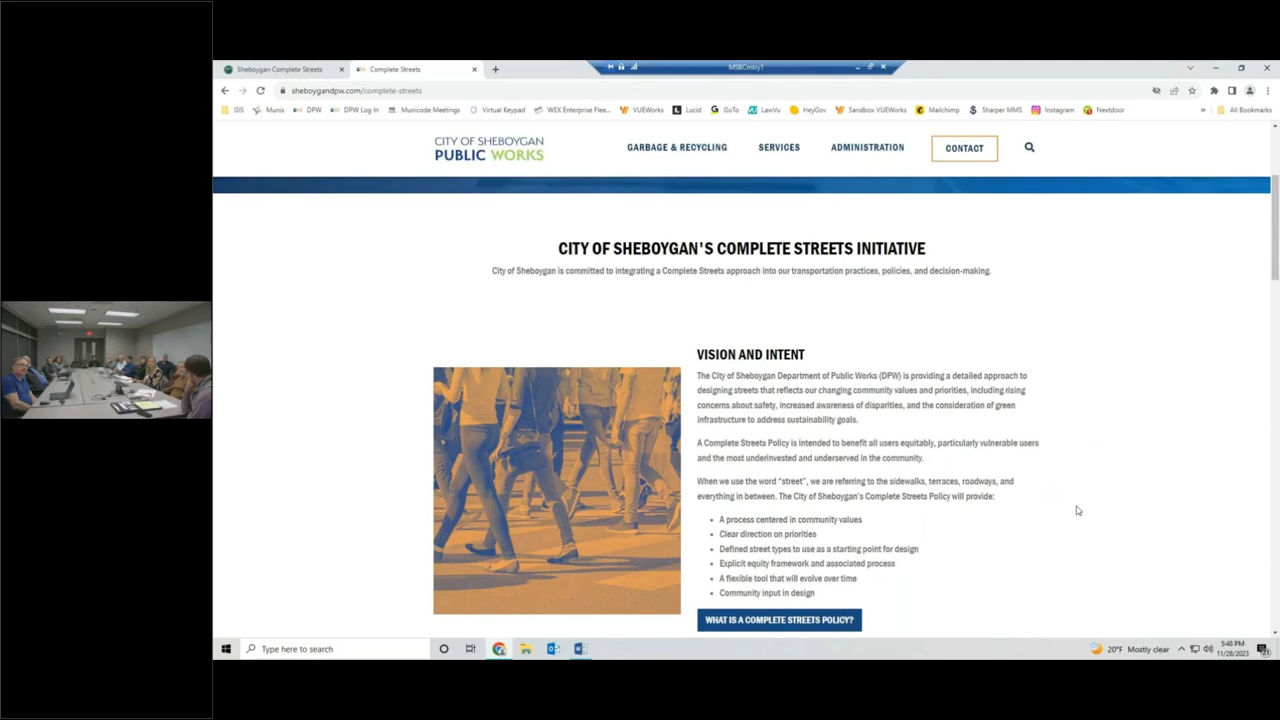 MSBCmtry1
Sheboygan Complete Streets
Complete Streets
sheboygandpw.com/complete-streets
GIS Munis DPW DPW Log In Municode Meetings Virtual Keypad WEX Enterprise Flee... VUEWorks Lucid GoTo LawVu HeyGov Sandbox VUEWorks Mailchimp Sharper MMS Instagram Nextdoor » All Bookmarks
CITY OF SHEBOYGAN
PUBLIC WORKS
GARBAGE & RECYCLING SERVICES ADMINISTRATION CONTACT
CITY OF SHEBOYGAN'S COMPLETE STREETS INITIATIVE
City of Sheboygan is committed to integrating a Complete Streets approach into our transportation practices, policies, and decision-making.
VISION AND INTENT
The City of Sheboygan Department of Public Works (DPW) is providing a detailed approach to
designing streets that reflects our changing community values and priorities, including rising
concerns about safety, increased awareness of disparities, and the consideration of green
infrastructure to address sustainability goals.
A Complete Streets Policy is intended to benefit all users equitably, particularly vulnerable users
and the most underinvested and underserved in the community.
When we use the word “street”, we are referring to the sidewalks, terraces, roadways, and
everything in between. The City of Sheboygan's Complete Streets Policy will provide:
• A process centered in community values
• Clear direction on priorities
• Defined street types to use as a starting point for design
• Explicit equity framework and associated process
• A flexible tool that will evolve over time
• Community input in design
WHAT IS A COMPLETE STREETS POLICY?
Type here to search
20°F Mostly clear
5:48 PM
11/28/2023